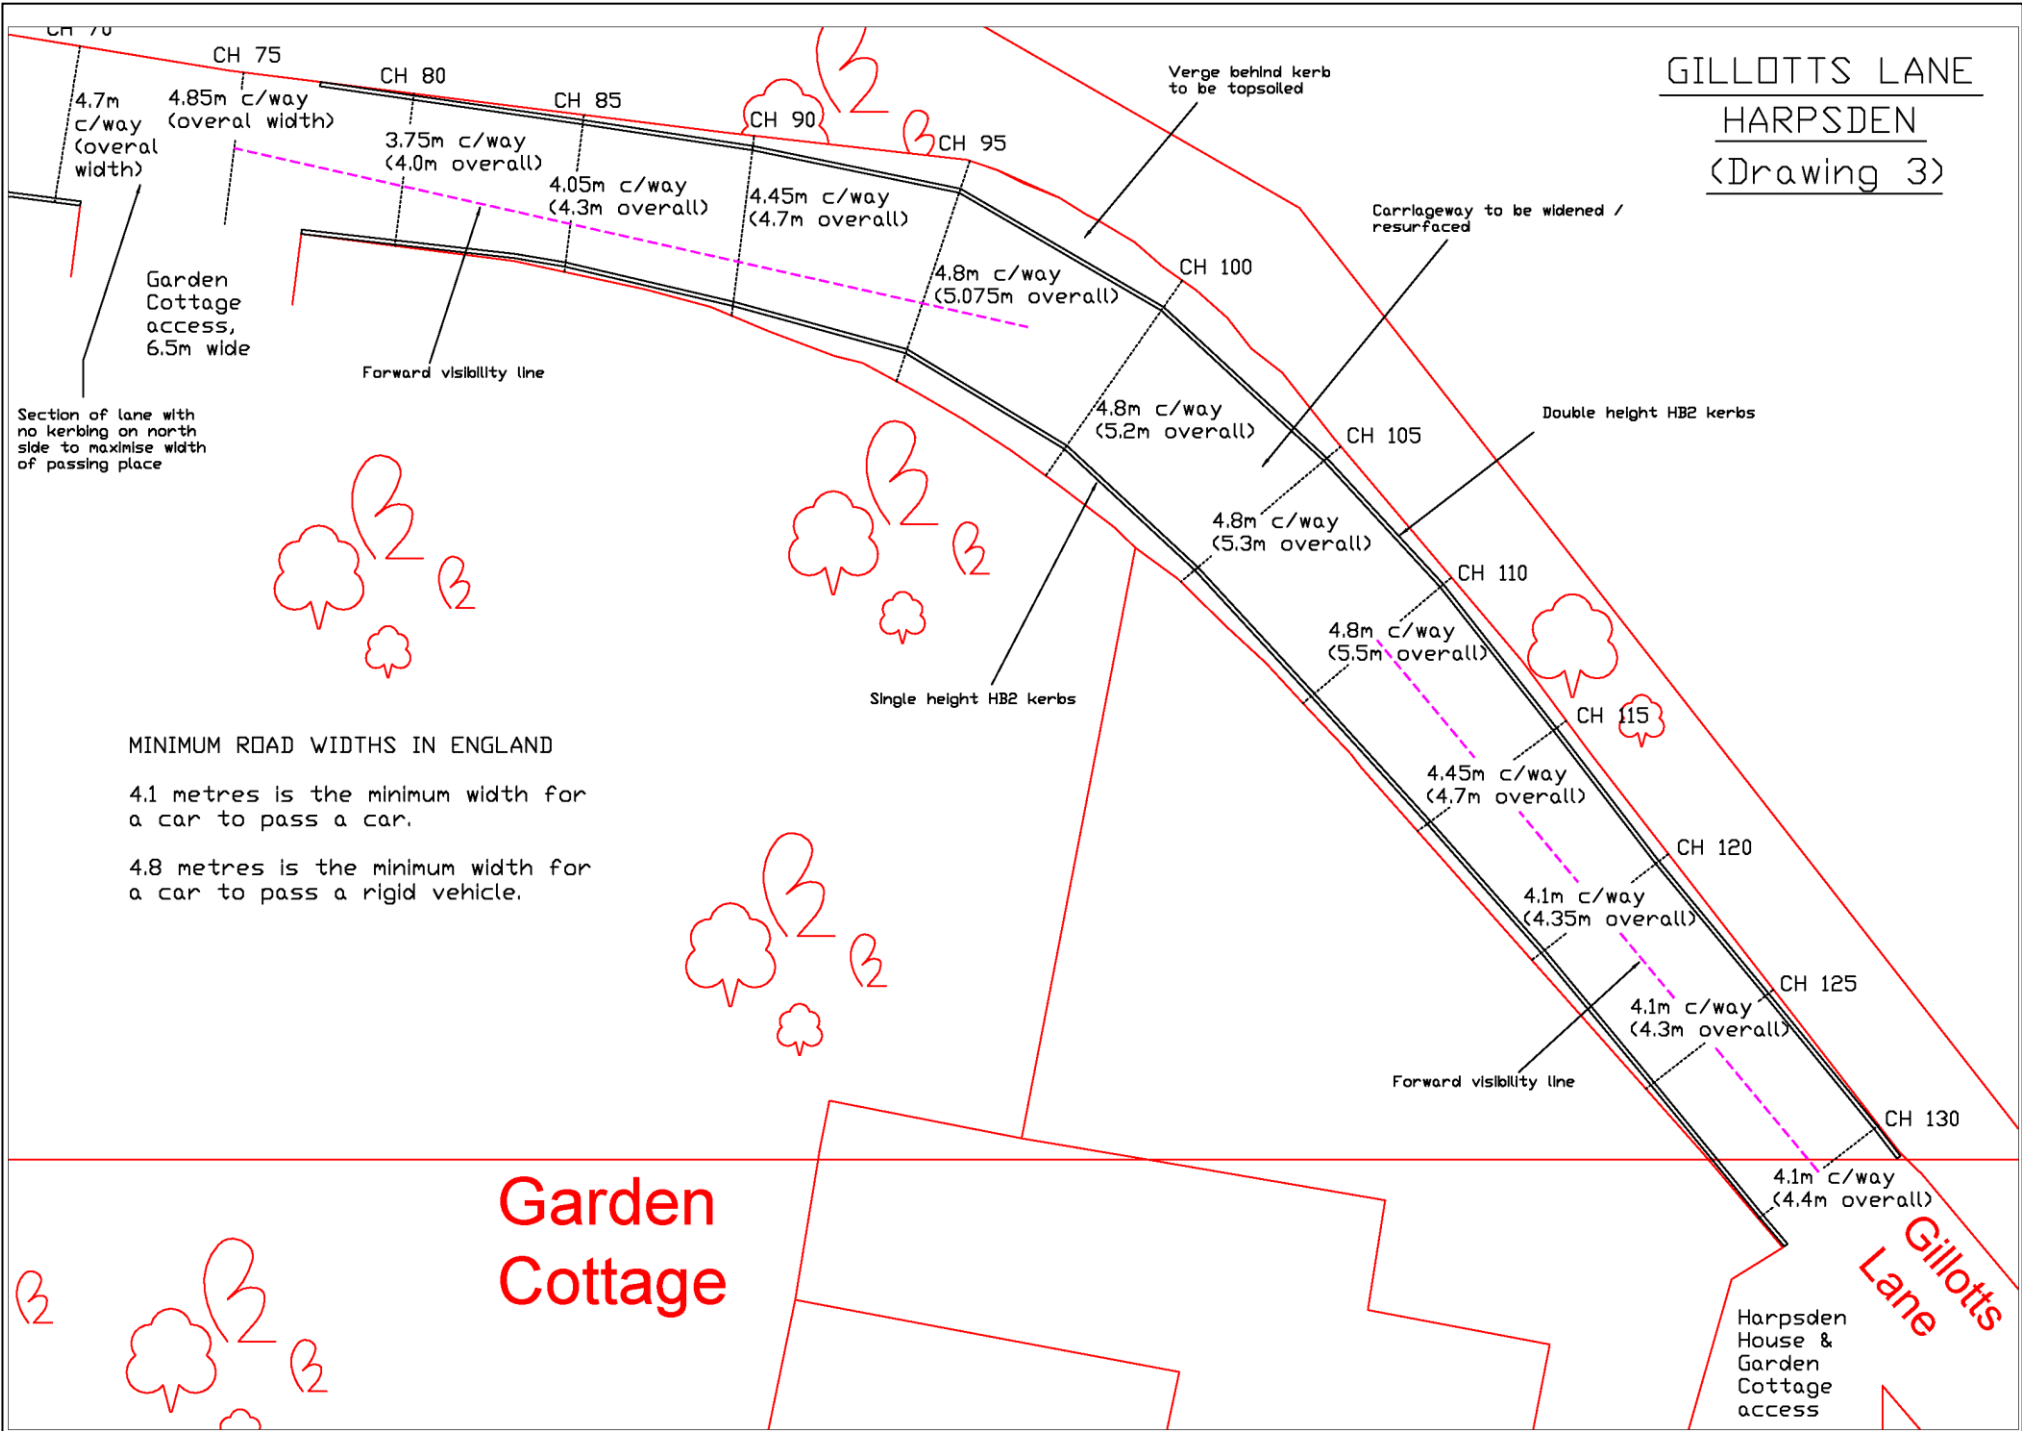 CH 70
CH 75
CH 80
CH 85
CH 90
CH 95
CH 100
CH 105
CH 110
CH 115
CH 120
CH 125
CH 130
GILLOTTS LANE
HARPSDEN
(Drawing 3)
4.7m
c/way
(overal
width)
4.85m c/way
(overal width)
3.75m c/way
(4.0m overall)
4.05m c/way
(4.3m overall)
4.45m c/way
(4.7m overall)
4.8m c/way
(5.075m overall)
4.8m c/way
(5.2m overall)
4.8m c/way
(5.3m overall)
4.8m c/way
(5.5m overall)
4.45m c/way
(4.7m overall)
4.1m c/way
(4.35m overall)
4.1m c/way
(4.3m overall)
4.1m c/way
(4.4m overall)
Verge behind kerb
to be topsoiled
Carriageway to be widened /
resurfaced
Double height HB2 kerbs
Single height HB2 kerbs
Garden
Cottage
access,
6.5m wide
Forward visibility line
Section of lane with
no kerbing on north
side to maximise width
of passing place
MINIMUM ROAD WIDTHS IN ENGLAND
4.1 metres is the minimum width for
a car to pass a car.
4.8 metres is the minimum width for
a car to pass a rigid vehicle.
Forward visibility line
Garden
Cottage
Gillotts
Lane
Harpsden
House &
Garden
Cottage
access